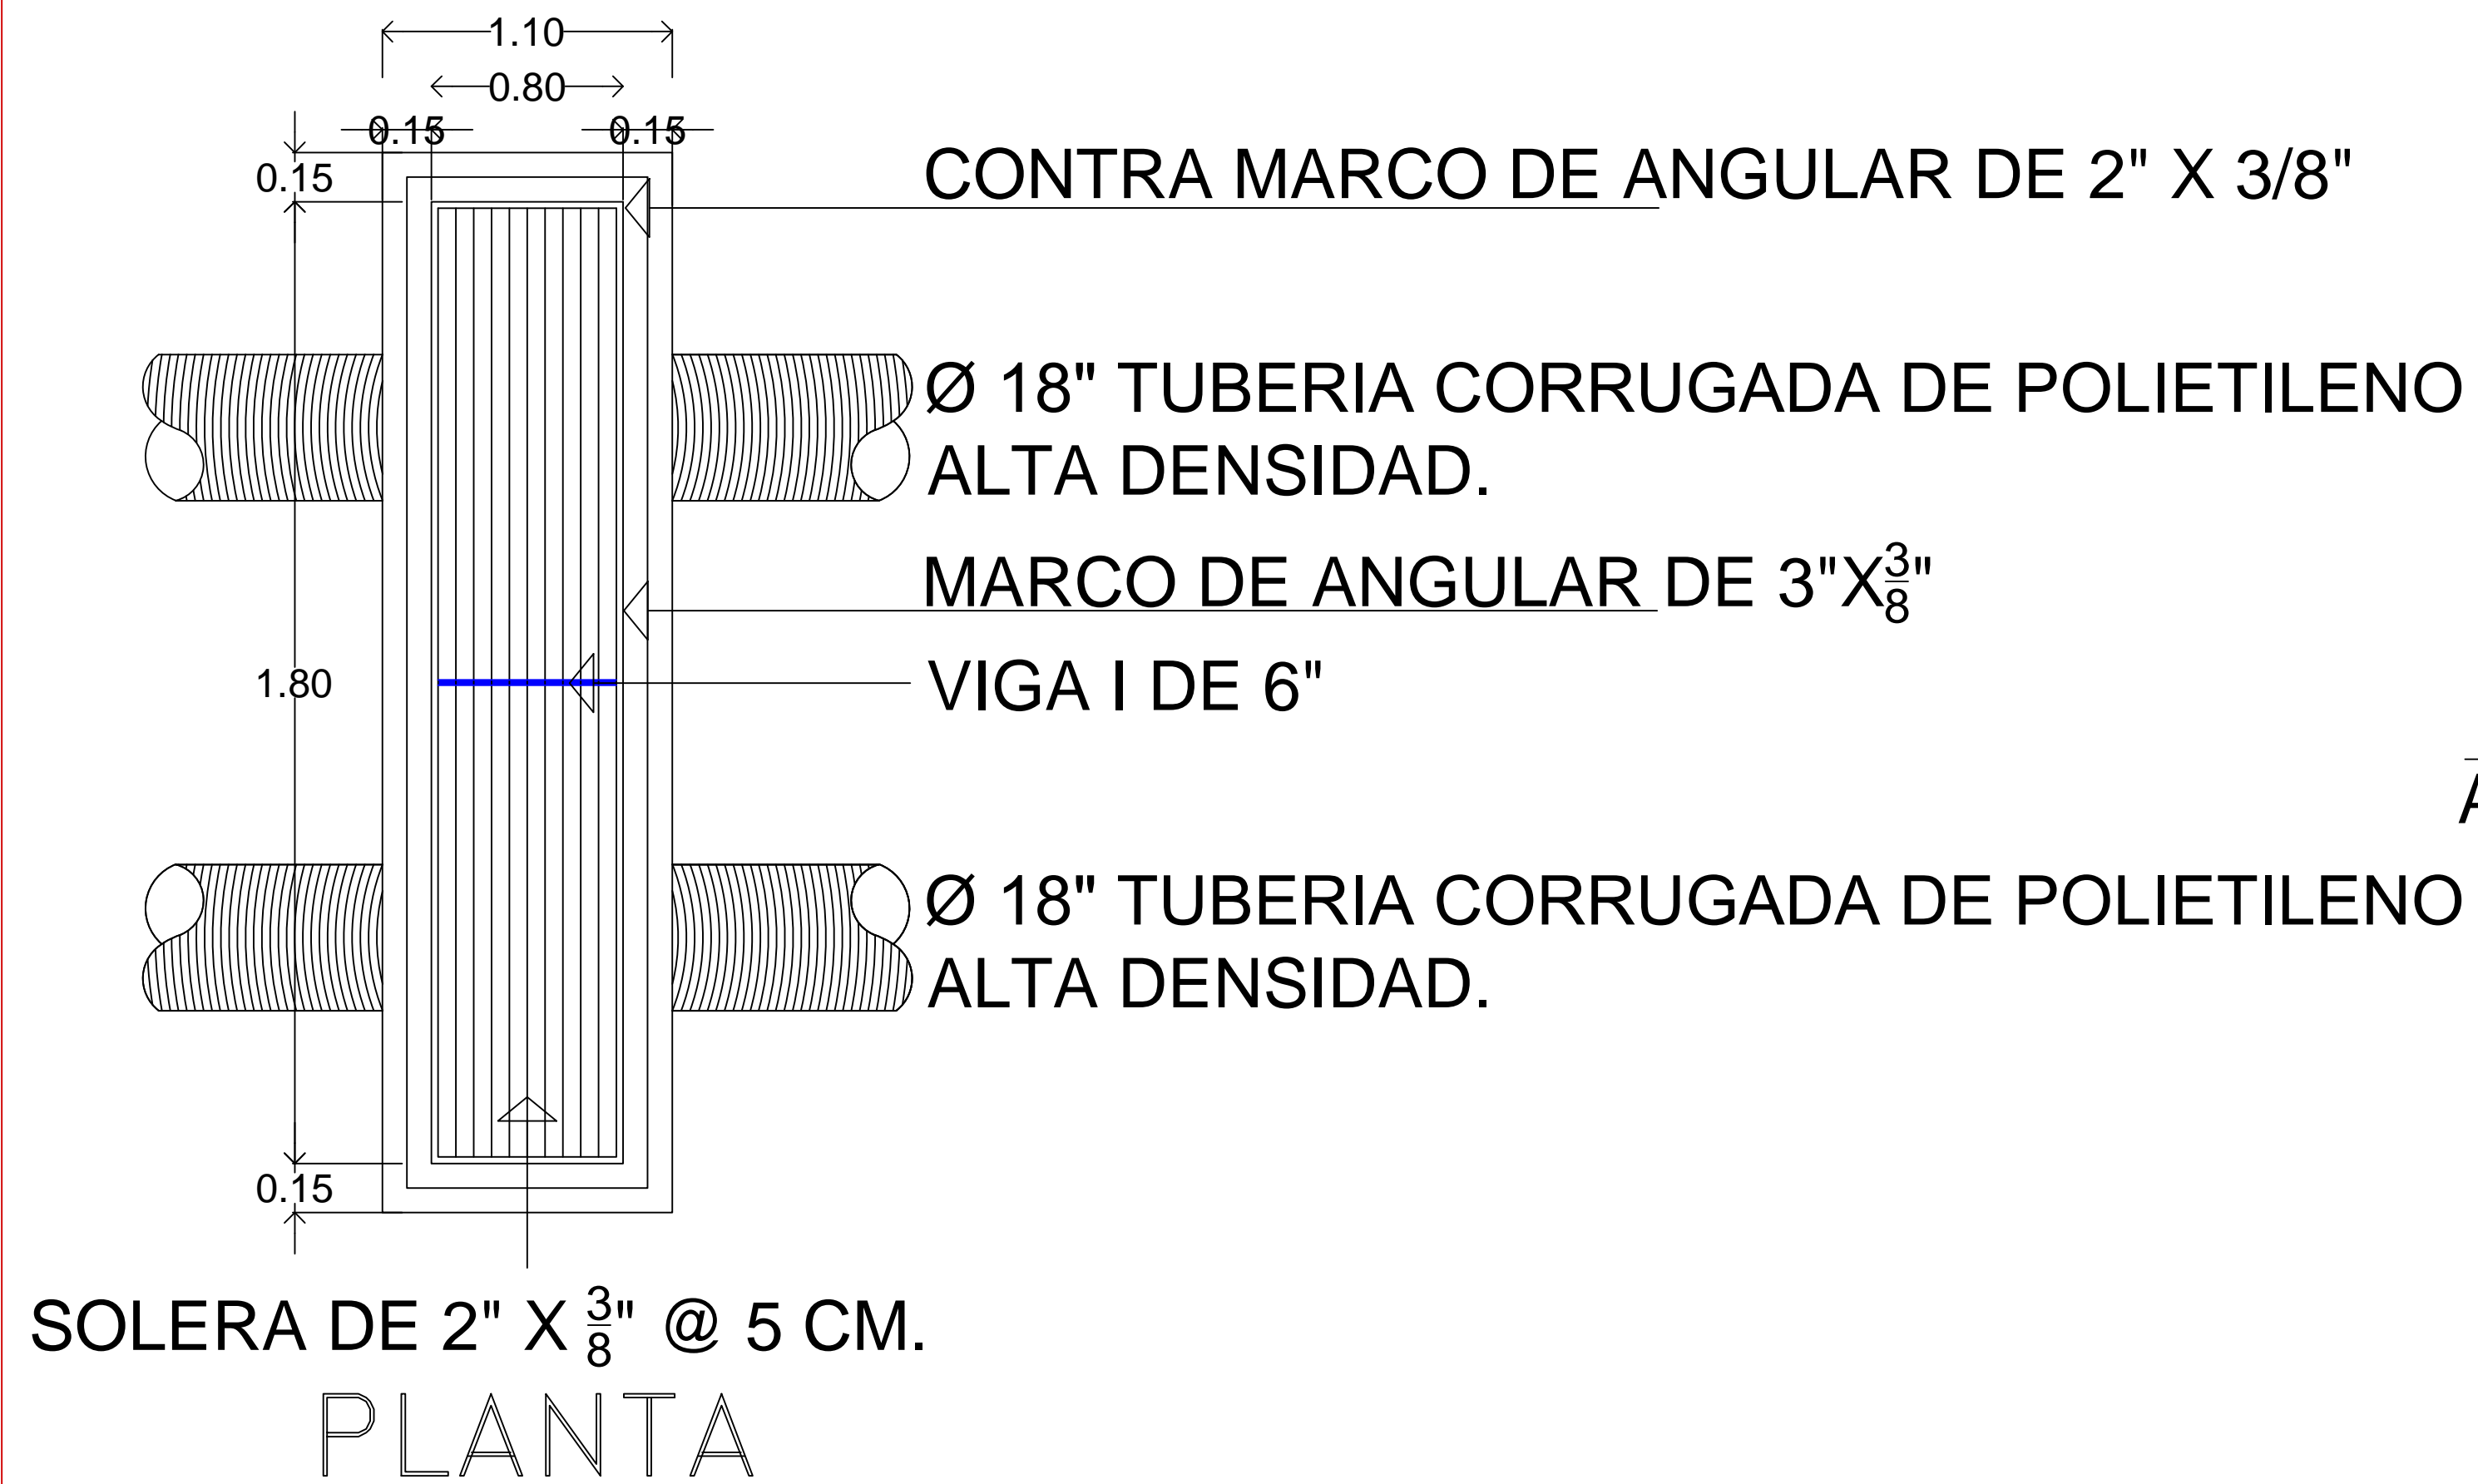 1.10
0.80
0.15 0.15
0.15
CONTRA MARCO DE ANGULAR DE 2" X 3/8"
Ø 18" TUBERIA CORRUGADA DE POLIETILENO
ALTA DENSIDAD.
MARCO DE ANGULAR DE 3"X3/8"
1.80
VIGA I DE 6"
Ø 18" TUBERIA CORRUGADA DE POLIETILENO
ALTA DENSIDAD.
0.15
SOLERA DE 2" X 3/8" @ 5 CM.
PLANTA